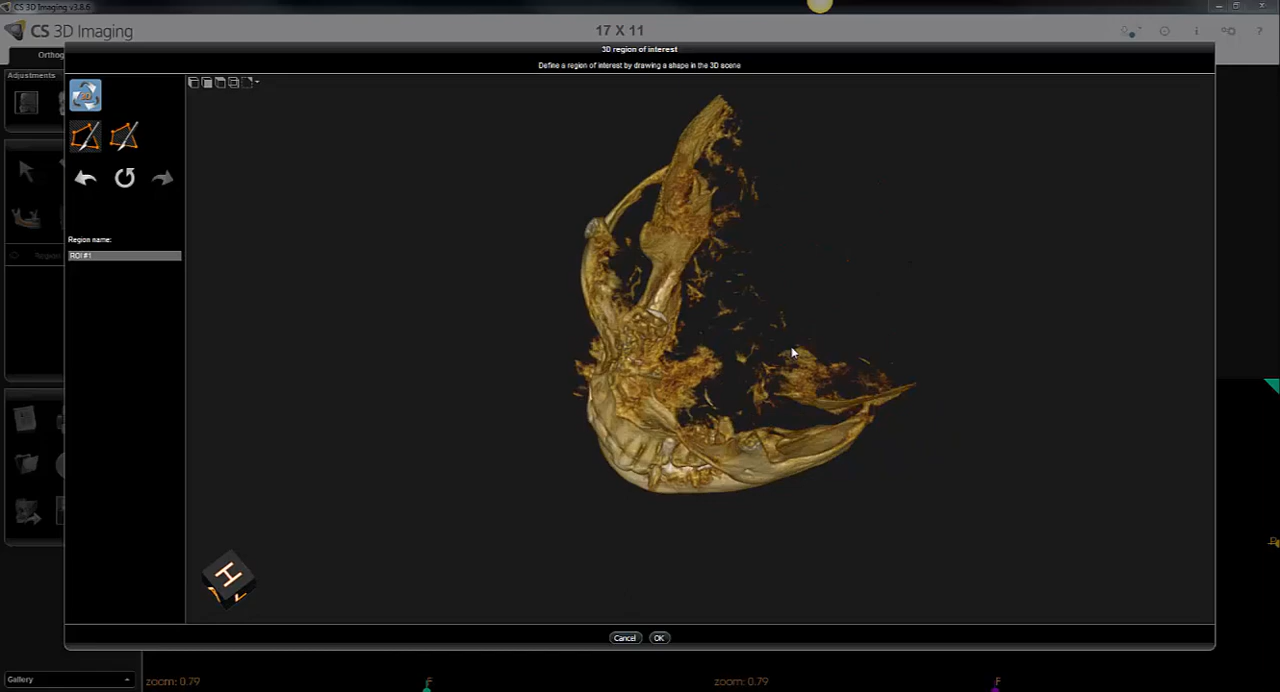 CS 3D Imaging v3.8.6
CS 3D Imaging
17 X 11
Orthog
3D region of interest
Define a region of interest by drawing a shape in the 3D scene
Adjustments
Region name:
ROI#1
Region
H
Cancel
OK
Gallery
zoom: 0.79
F
zoom: 0.79
F